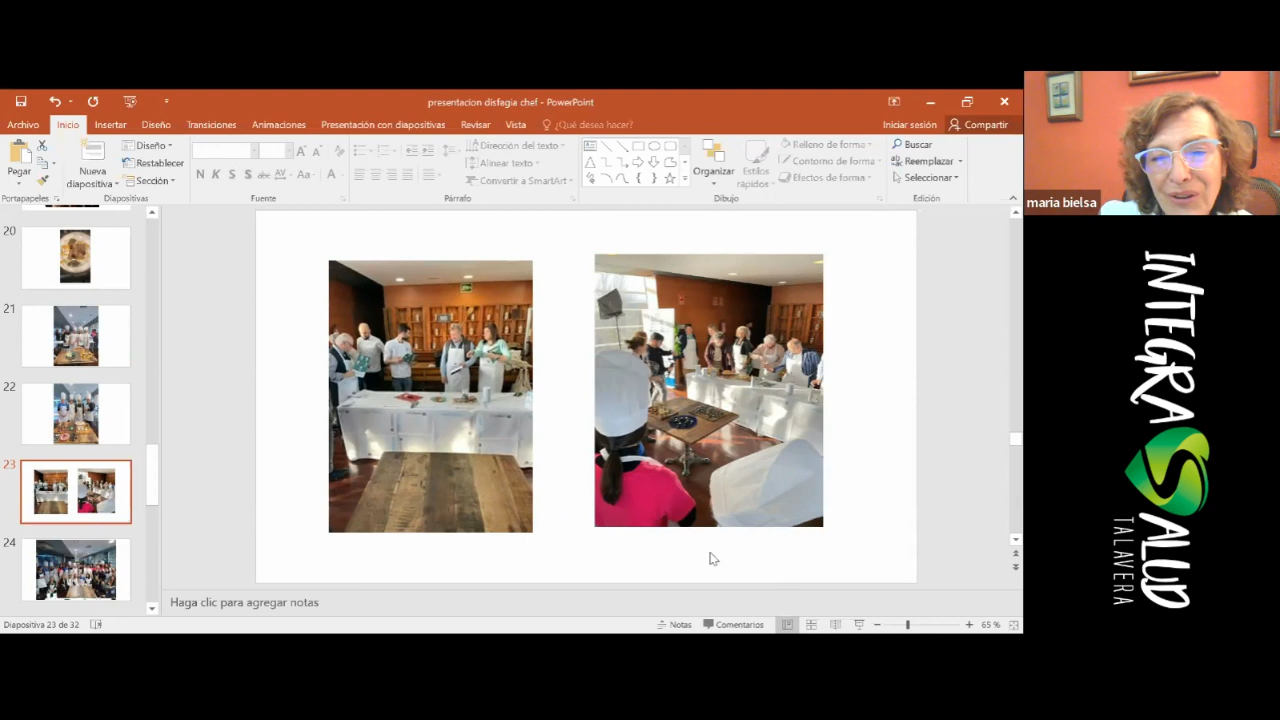 presentacion disfagia chef - PowerPoint
Archivo Inicio Insertar Diseño Transiciones Animaciones Presentación con diapositivas Revisar Vista ¿Qué desea hacer? Iniciar sesión Compartir
Pegar
Portapapeles
Nueva diapositiva
Diseño
Restablecer
Sección
Diapositivas
N K S S abc AV Aa A
Fuente
Dirección del texto
Alinear texto
Convertir a SmartArt
Párrafo
Organizar
Estilos rápidos
Relleno de forma
Contorno de forma
Efectos de forma
Dibujo
Buscar
Reemplazar
Seleccionar
Edición
20
21
22
23
24
Haga clic para agregar notas
Diapositiva 23 de 32
Notas Comentarios 65 %
maria bielsa
INTEGRA
SALUD
TALAVERA